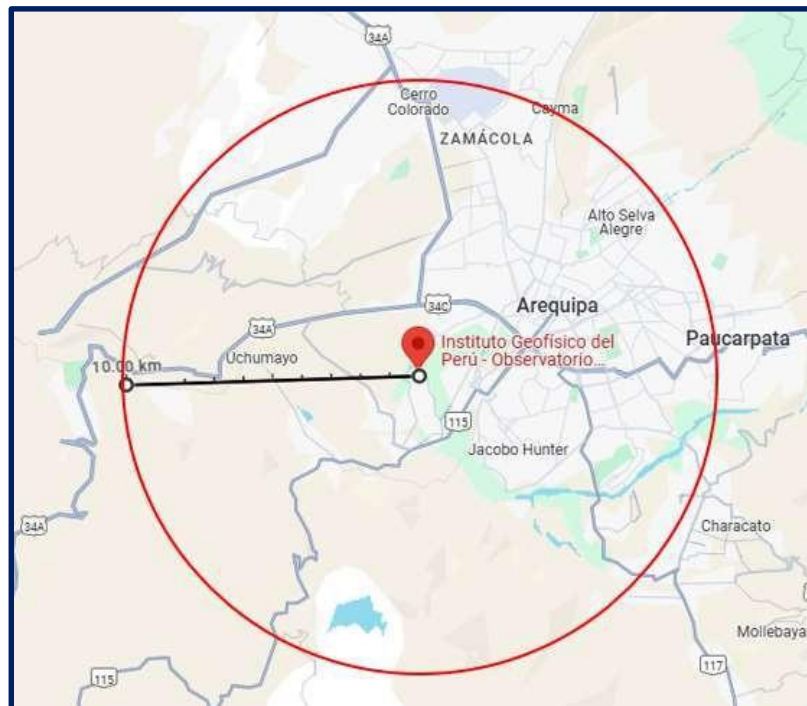 34A
Cerro
Colorado
Cayma
ZAMÁCOLA
Alto Selva
Alegre
34C
Arequipa
34A
Instituto Geofísico del
Perú - Observatorio...
Paucarpata
Uchumayo
10.00 km
115
Jacobo Hunter
34A
Characato
Mollebaya
117
115